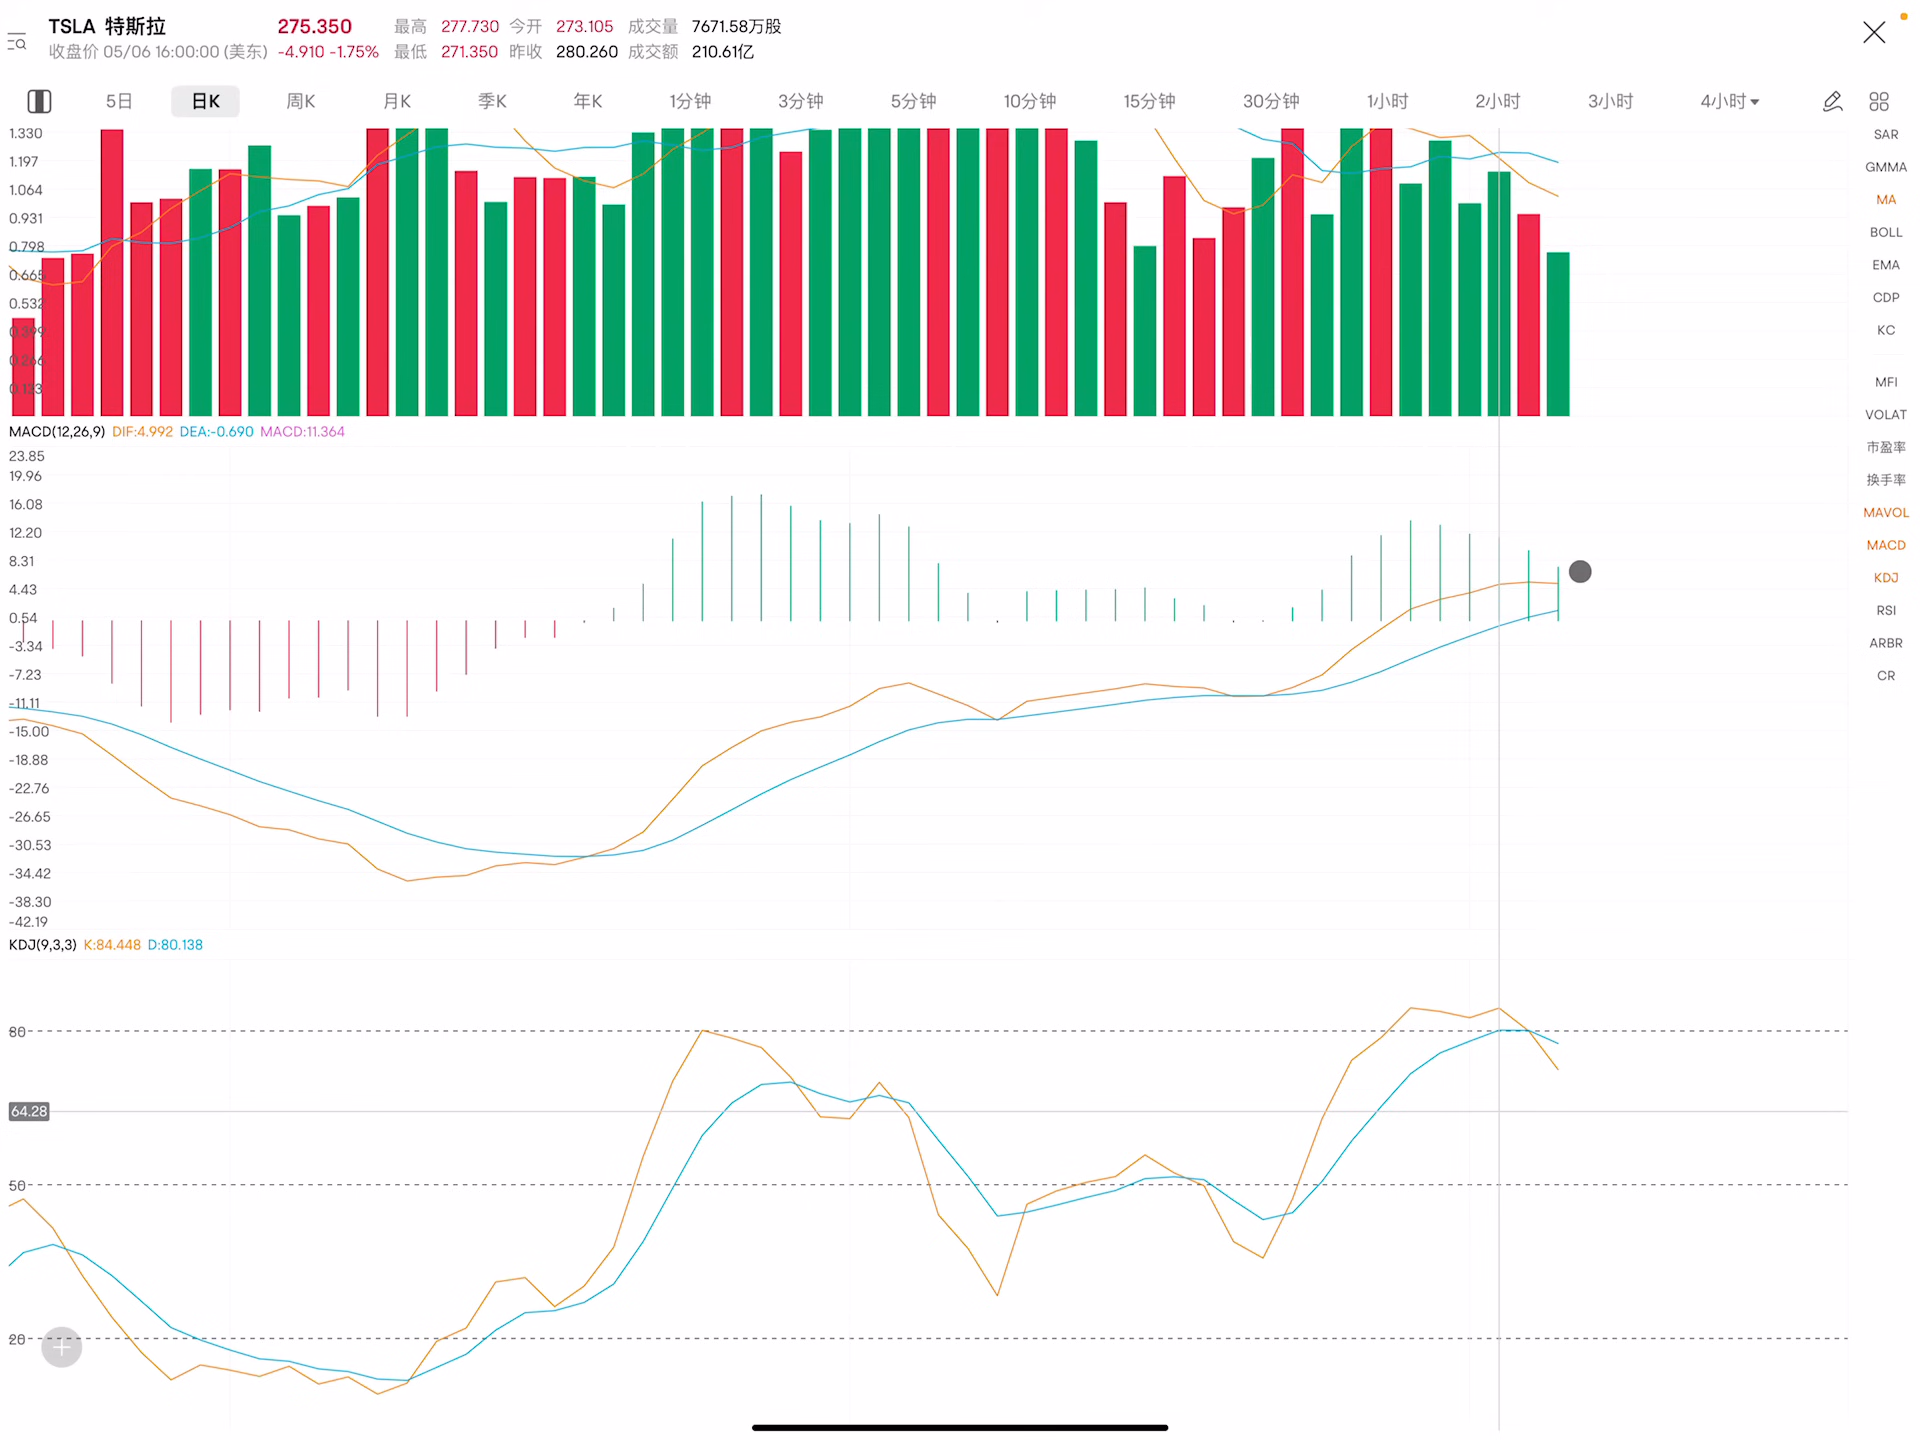 TSLA 特斯拉 275.350 最高 277.730 今开 273.105 成交量 7671.58万股
收盘价 05/06 16:00:00 (美东) -4.910 -1.75% 最低 271.350 昨收 280.260 成交额 210.61亿
5日 日K 周K 月K 季K 年K 1分钟 3分钟 5分钟 10分钟 15分钟 30分钟 1小时 2小时 3小时 4小时
1.330
1.197
1.064
0.931
0.798
0.665
0.532
0.399
0.266
0.133
MACD(12,26,9) DIF:4.992 DEA:-0.690 MACD:11.364
23.85
19.96
16.08
12.20
8.31
4.43
0.54
-3.34
-7.23
-11.11
-15.00
-18.88
-22.76
-26.65
-30.53
-34.42
-38.30
-42.19
KDJ(9,3,3) K:84.448 D:80.138
80
64.28
50
20
SAR
GMMA
MA
BOLL
EMA
CDP
KC
MFI
VOLAT
市盈率
换手率
MAVOL
MACD
KDJ
RSI
ARBR
CR